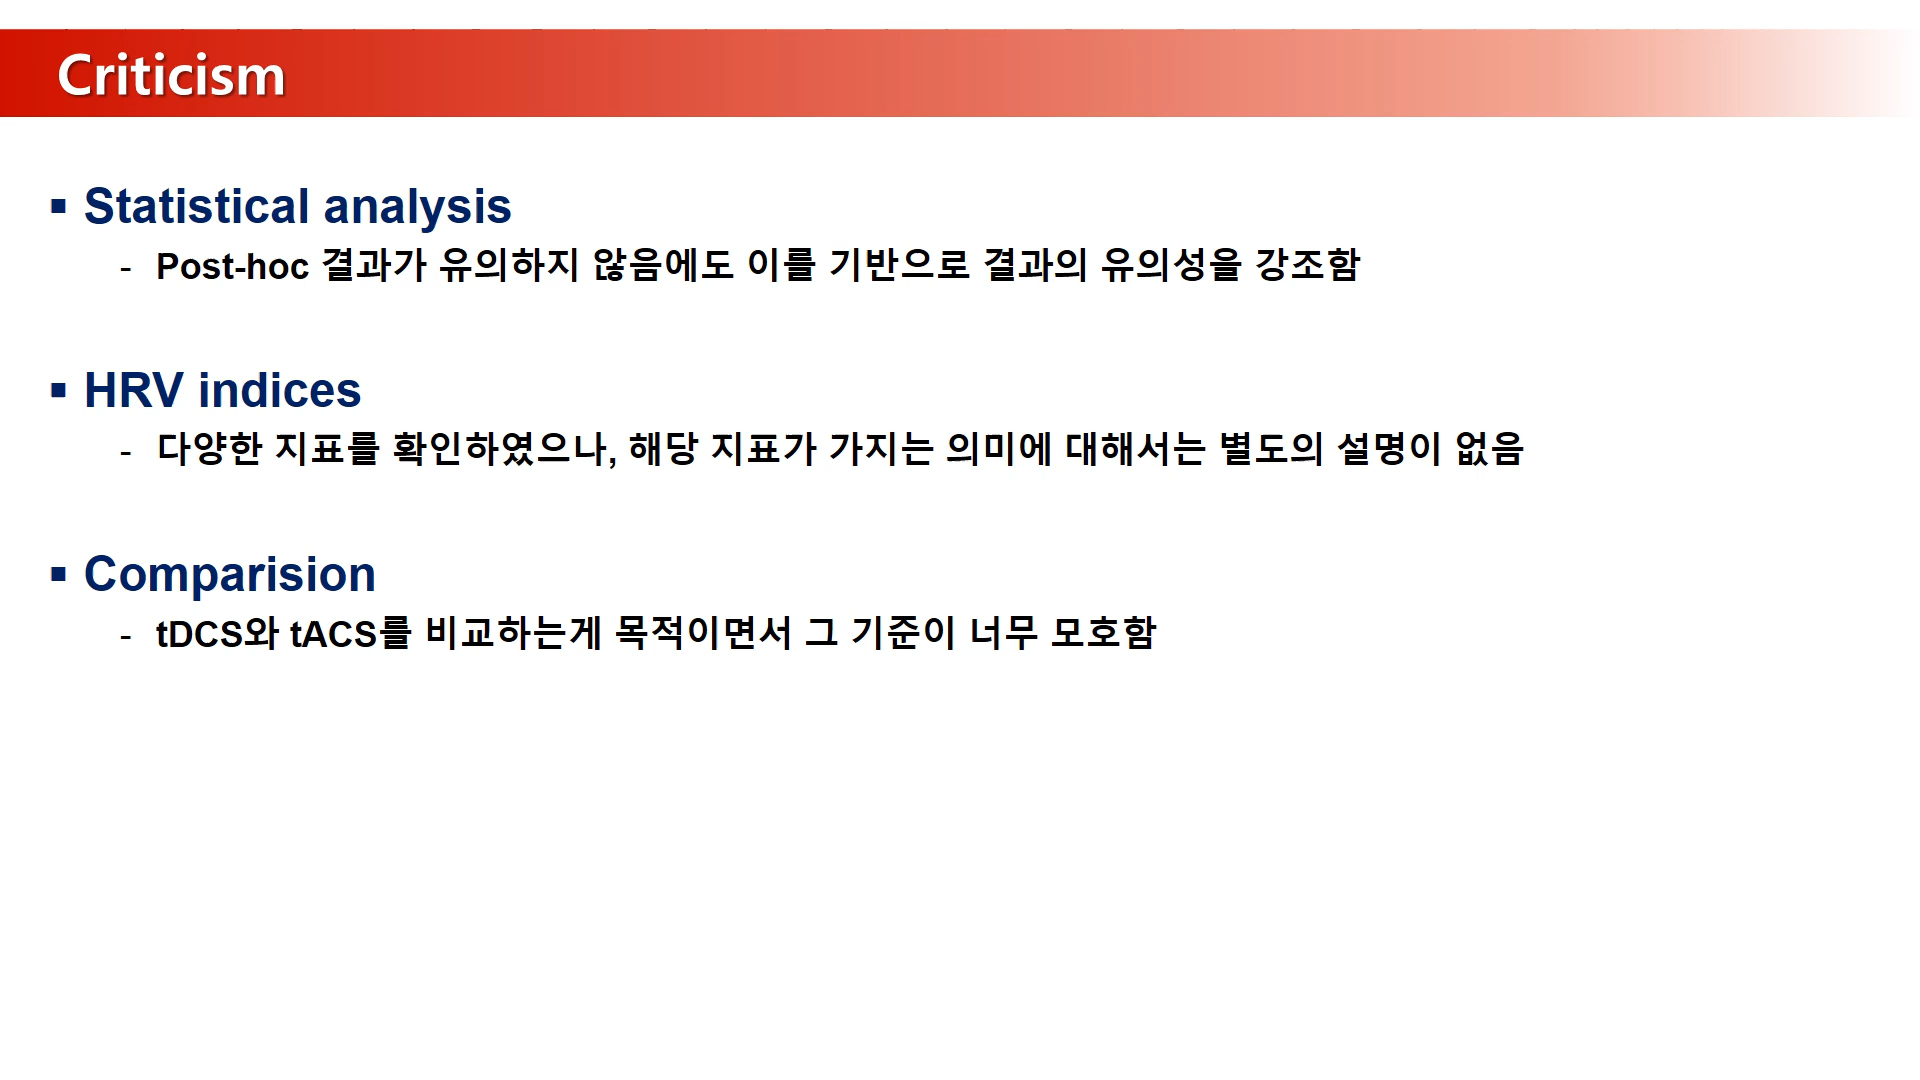 Criticism
▪ Statistical analysis
- Post-hoc 결과가 유의하지 않음에도 이를 기반으로 결과의 유의성을 강조함
▪ HRV indices
- 다양한 지표를 확인하였으나, 해당 지표가 가지는 의미에 대해서는 별도의 설명이 없음
▪ Comparision
- tDCS와 tACS를 비교하는게 목적이면서 그 기준이 너무 모호함